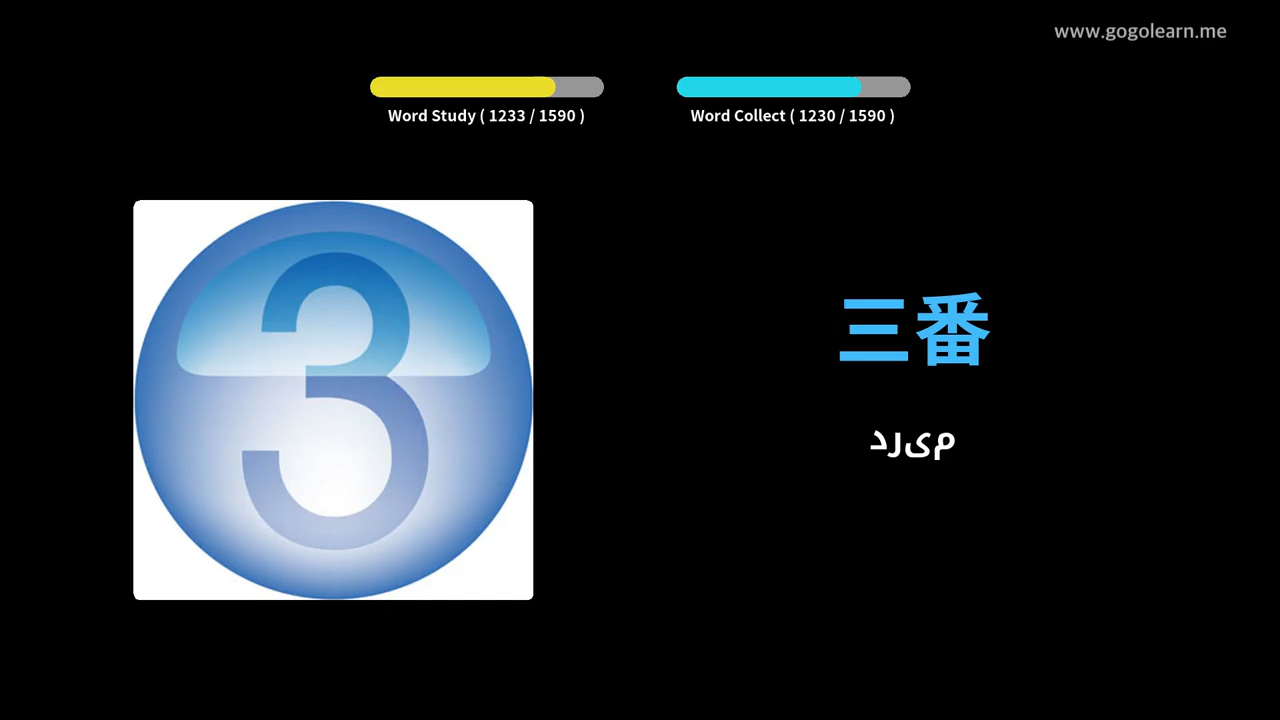 www.gogolearn.me
Word Study ( 1233 / 1590 )
Word Collect ( 1230 / 1590 )
3
三番
دریم